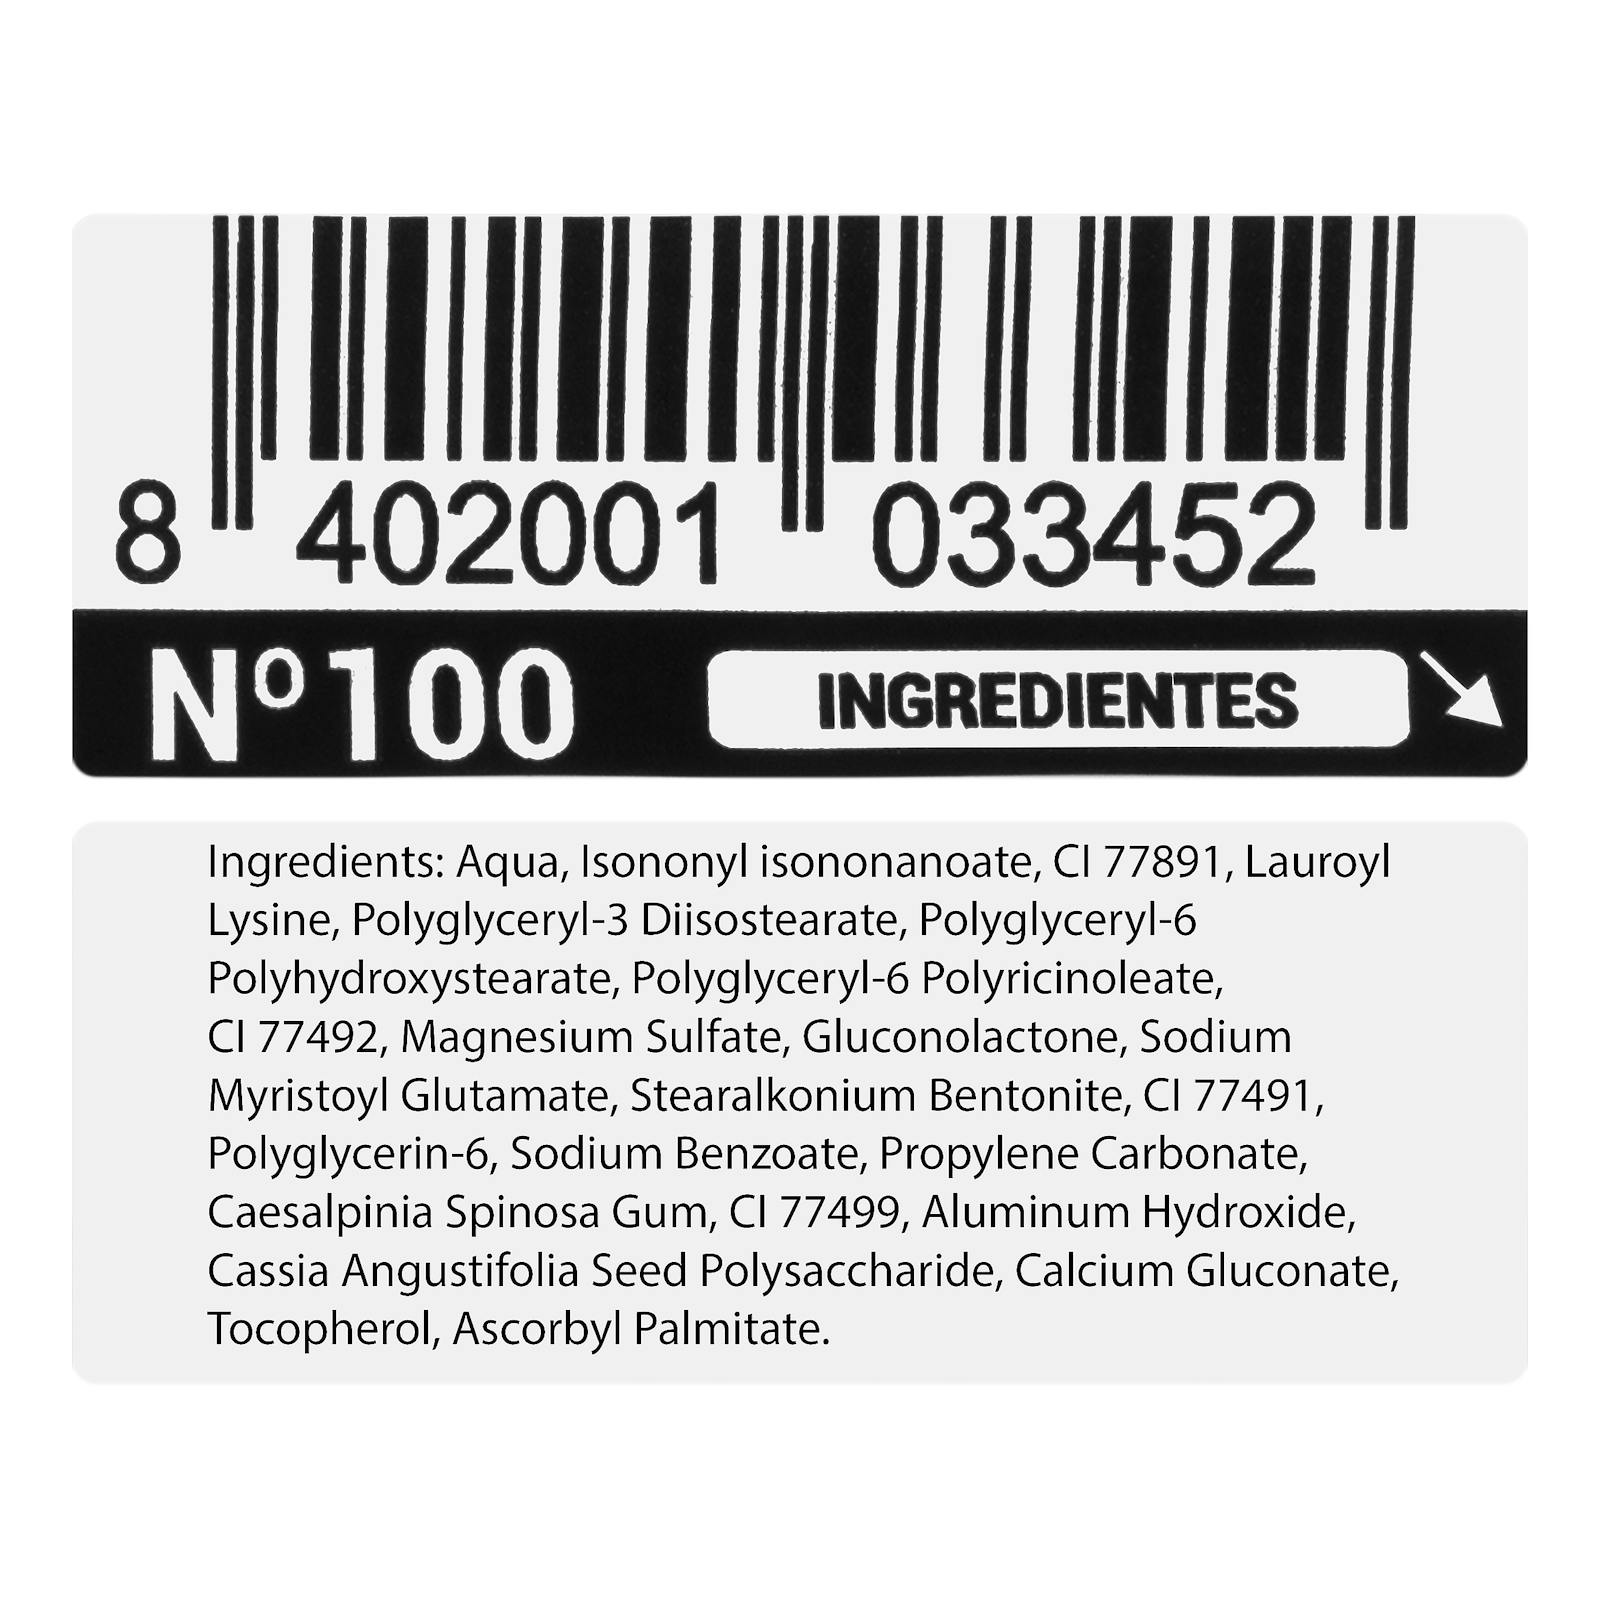 8 402001 033452
Nº100 INGREDIENTES
Ingredients: Aqua, Isononyl isononanoate, CI 77891, Lauroyl
Lysine, Polyglyceryl-3 Diisostearate, Polyglyceryl-6
Polyhydroxystearate, Polyglyceryl-6 Polyricinoleate,
CI 77492, Magnesium Sulfate, Gluconolactone, Sodium
Myristoyl Glutamate, Stearalkonium Bentonite, CI 77491,
Polyglycerin-6, Sodium Benzoate, Propylene Carbonate,
Caesalpinia Spinosa Gum, CI 77499, Aluminum Hydroxide,
Cassia Angustifolia Seed Polysaccharide, Calcium Gluconate,
Tocopherol, Ascorbyl Palmitate.